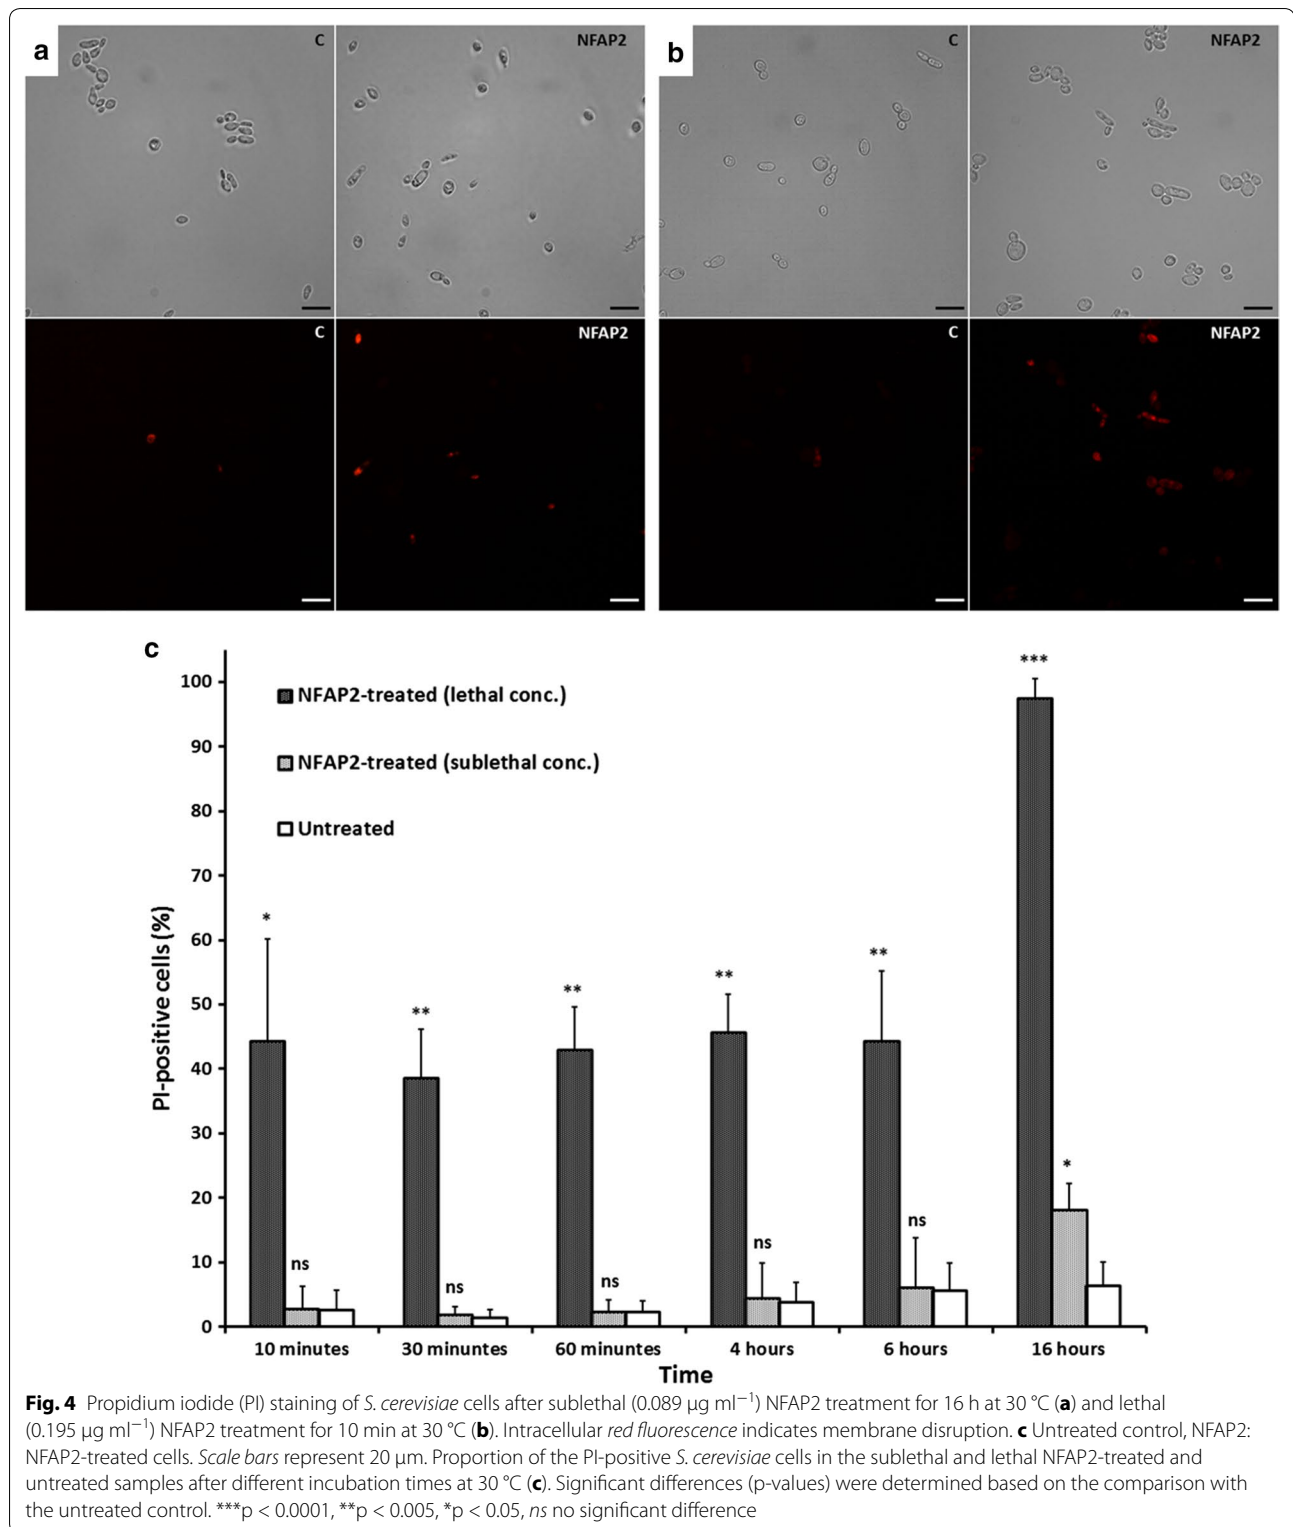 a
C
NFAP2
b
C
NFAP2
C
NFAP2
C
NFAP2
c
100
90
80
70
60
50
40
30
20
10
0
PI-positive cells (%)
NFAP2-treated (lethal conc.)
NFAP2-treated (sublethal conc.)
Untreated
*
ns
**
ns
**
ns
**
ns
**
ns
***
*
10 minutes
30 minuntes
60 minuntes
4 hours
6 hours
16 hours
Time
Fig. 4 Propidium iodide (PI) staining of S. cerevisiae cells after sublethal (0.089 µg ml−1) NFAP2 treatment for 16 h at 30 °C (a) and lethal
(0.195 µg ml−1) NFAP2 treatment for 10 min at 30 °C (b). Intracellular red fluorescence indicates membrane disruption. c Untreated control, NFAP2:
NFAP2-treated cells. Scale bars represent 20 µm. Proportion of the PI-positive S. cerevisiae cells in the sublethal and lethal NFAP2-treated and
untreated samples after different incubation times at 30 °C (c). Significant differences (p-values) were determined based on the comparison with
the untreated control. ***p < 0.0001, **p < 0.005, *p < 0.05, ns no significant difference